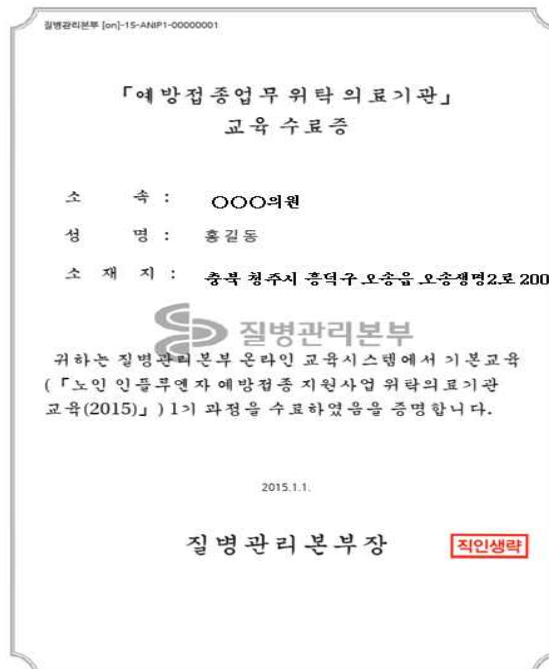 질병관리본부 [on]-15-ANIP1-00000001
「예방접종업무 위탁 의료기관」
교육 수료증
소 속 : ○○○의원
성 명 : 홍길동
소 재 지 : 충북 청주시 흥덕구 오송읍 오송생명2로 200
질병관리본부
귀하는 질병관리본부 온라인 교육시스템에서 기본교육
(「노인 인플루엔자 예방접종 지원사업 위탁의료기관
교육(2015)」) 1기 과정을 수료하였음을 증명합니다.
2015.1.1.
질병관리본부장
직인생략